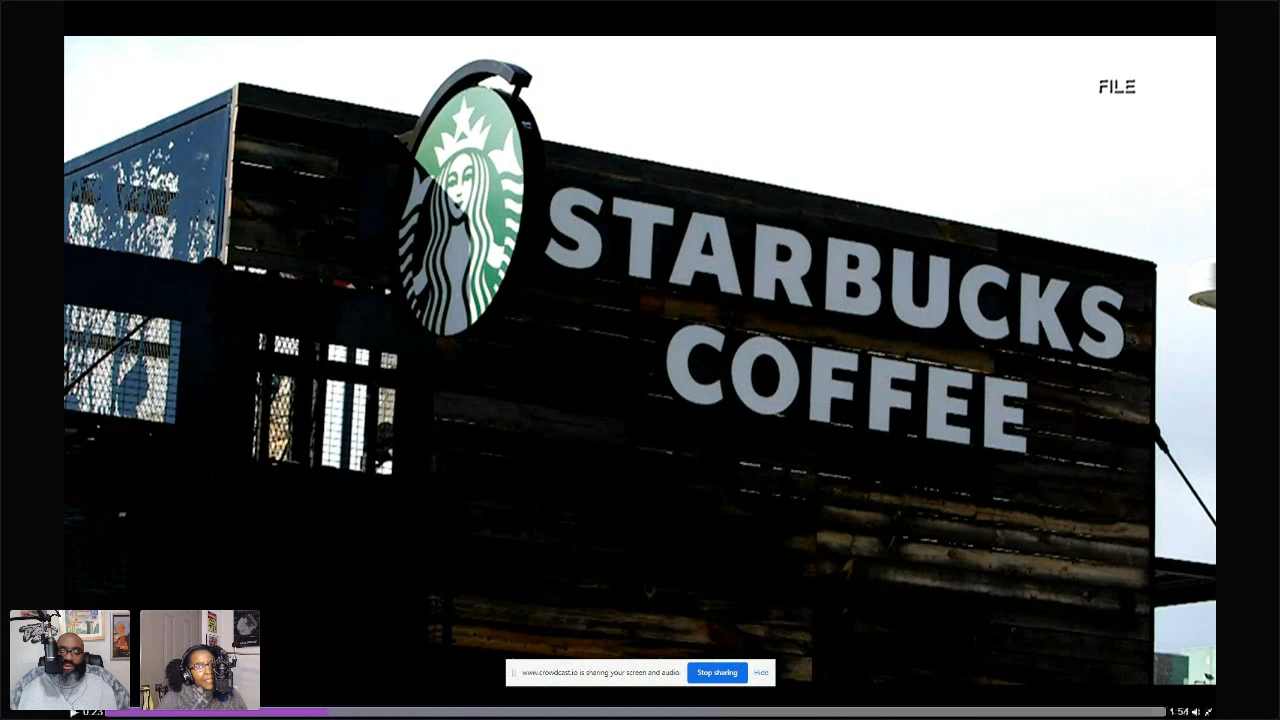 FILE
STARBUCKS
COFFEE
www.crowdcast.io is sharing your screen and audio.
Stop sharing
Hide
0:23
1:54